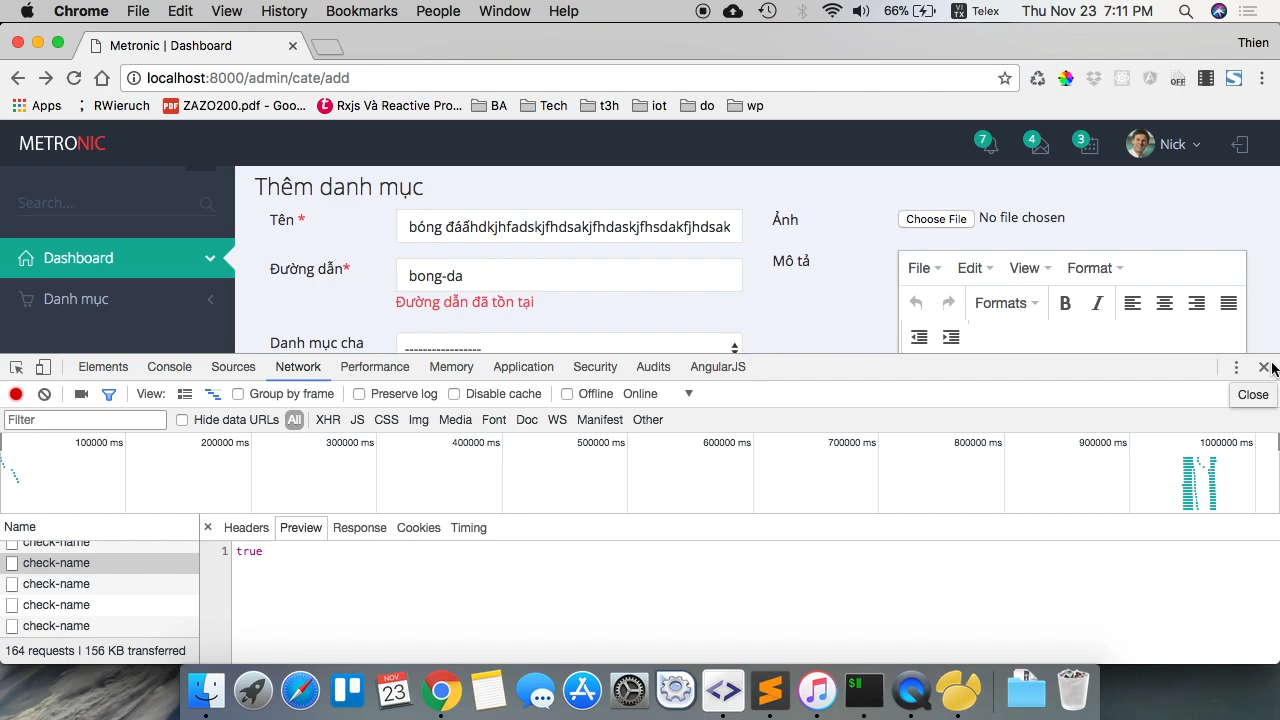 Chrome File Edit View History Bookmarks People Window Help 66% VI TX Telex Thu Nov 23 7:11 PM
Metronic | Dashboard Thien
localhost:8000/admin/cate/add OFF
Apps RWieruch PDF ZAZO200.pdf - Goo... t Rxjs Và Reactive Pro... BA Tech t3h iot do wp
METRONIC 7 4 3 Nick
Thêm danh mục
Search...
Tên * bóng đáấhdkjhfadskjfhdsakjfhdaskjfhsdakfjhdsak Ảnh Choose File No file chosen
Dashboard
Đường dẫn* bong-da Mô tả File Edit View Format
Danh mục
Đường dẫn đã tồn tại Formats B I
Danh mục cha -----------------
Elements Console Sources Network Performance Memory Application Security Audits AngularJS
View: Group by frame Preserve log Disable cache Offline Online Close
Filter Hide data URLs All XHR JS CSS Img Media Font Doc WS Manifest Other
100000 ms 200000 ms 300000 ms 400000 ms 500000 ms 600000 ms 700000 ms 800000 ms 900000 ms 1000000 ms
Name Headers Preview Response Cookies Timing
check-name
1 true
check-name
check-name
check-name
check-name
164 requests | 156 KB transferred
NOV 23 $